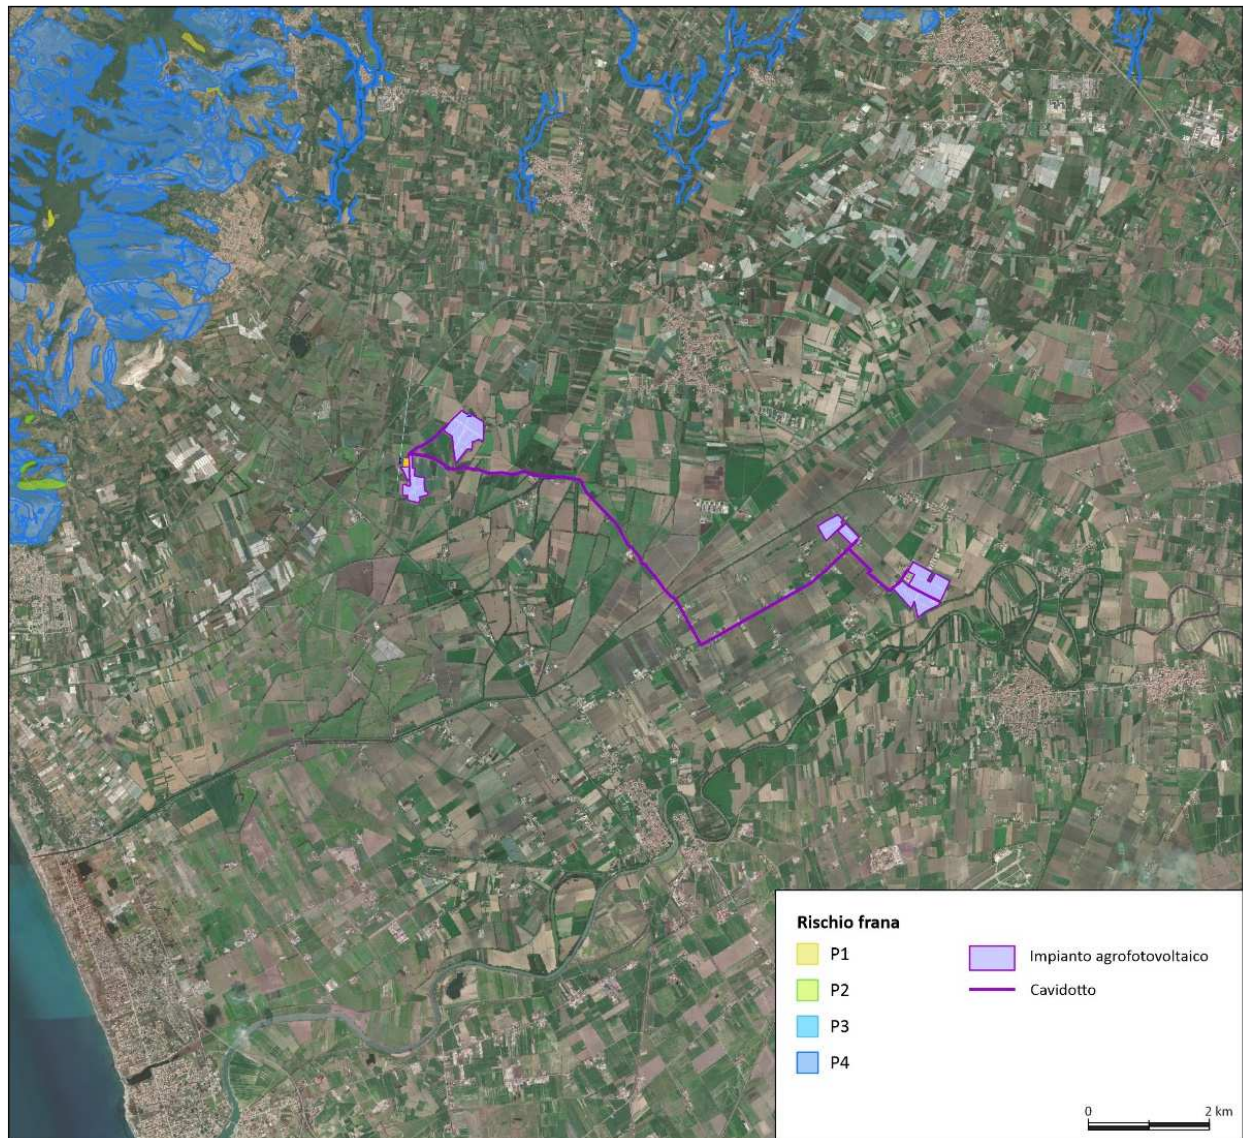 Rischio frana
P1
P2
P3
P4
Impianto agrofotovoltaico
Cavidotto
0 2 km